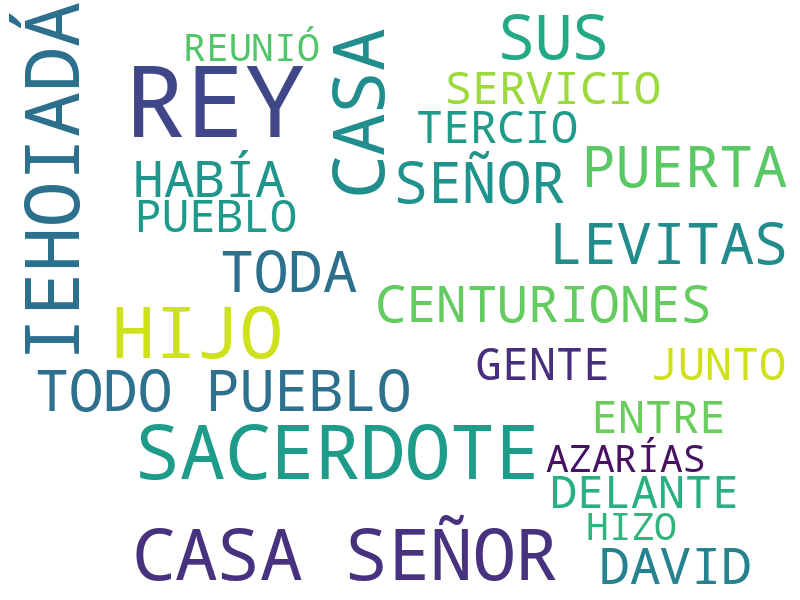 IEHOIADÁ
REUNIÓ
REY
CASA
SUS
SERVICIO
TERCIO
HABÍA
SEÑOR
PUERTA
PUEBLO
LEVITAS
TODA
CENTURIONES
HIJO
GENTE
JUNTO
TODO PUEBLO
ENTRE
SACERDOTE
AZARÍAS
DELANTE
HIZO
CASA SEÑOR
DAVID